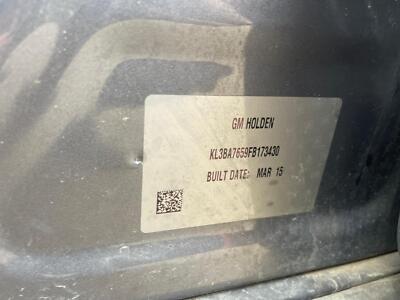 GM HOLDEN
KL3BA7659FB173430
BUILT DATE: MAR 15